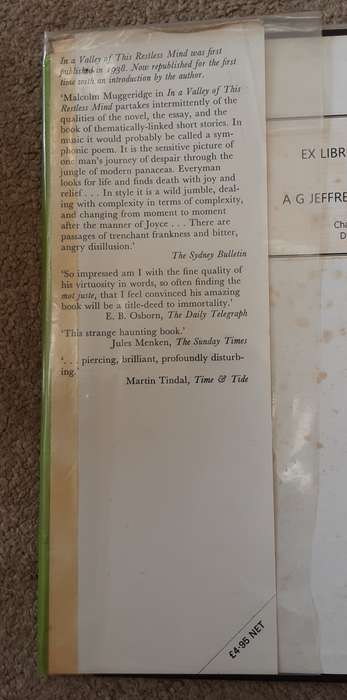 In a Valley of This Restless Mind was first
published in 1938. Now republished for the first
time with an introduction by the author.
'Malcolm Muggeridge in In a Valley of This
Restless Mind partakes intermittently of the
qualities of the novel, the essay, and the
book of thematically-linked short stories. In
music it would probably be called a sym-
phonic poem. It is the sensitive picture of
one man's journey of despair through the
jungle of modern panaceas. Everyman
looks for life and finds death with joy and
relief . . . In style it is a wild jumble, deal-
ing with complexity in terms of complexity,
and changing from moment to moment
after the manner of Joyce . . . There are
passages of trenchant frankness and bitter,
angry disillusion.'
The Sydney Bulletin
'So impressed am I with the fine quality of
his virtuosity in words, so often finding the
mot juste, that I feel convinced his amazing
book will be a title-deed to immortality.'
E. B. Osborn, The Daily Telegraph
'This strange haunting book.'
Jules Menken, The Sunday Times
'. . . piercing, brilliant, profoundly disturb-
ing.'
Martin Tindal, Time & Tide
£4·95 NET
EX LIBR
A G JEFFRE
Cha
D